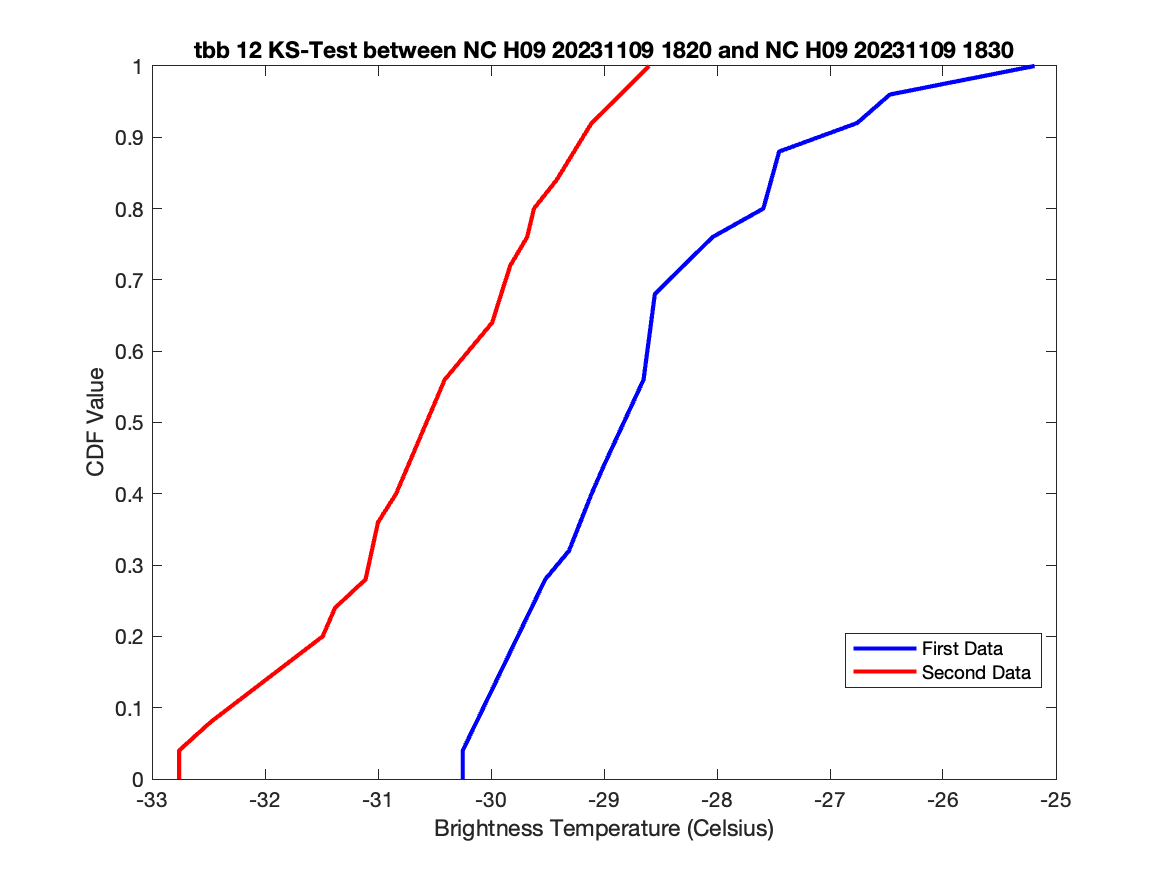 tbb 12 KS-Test between NC H09 20231109 1820 and NC H09 20231109 1830
1
0.9
0.8
0.7
0.6
0.5
0.4
0.3
0.2
0.1
0
CDF Value
First Data
Second Data
-33 -32 -31 -30 -29 -28 -27 -26 -25
Brightness Temperature (Celsius)